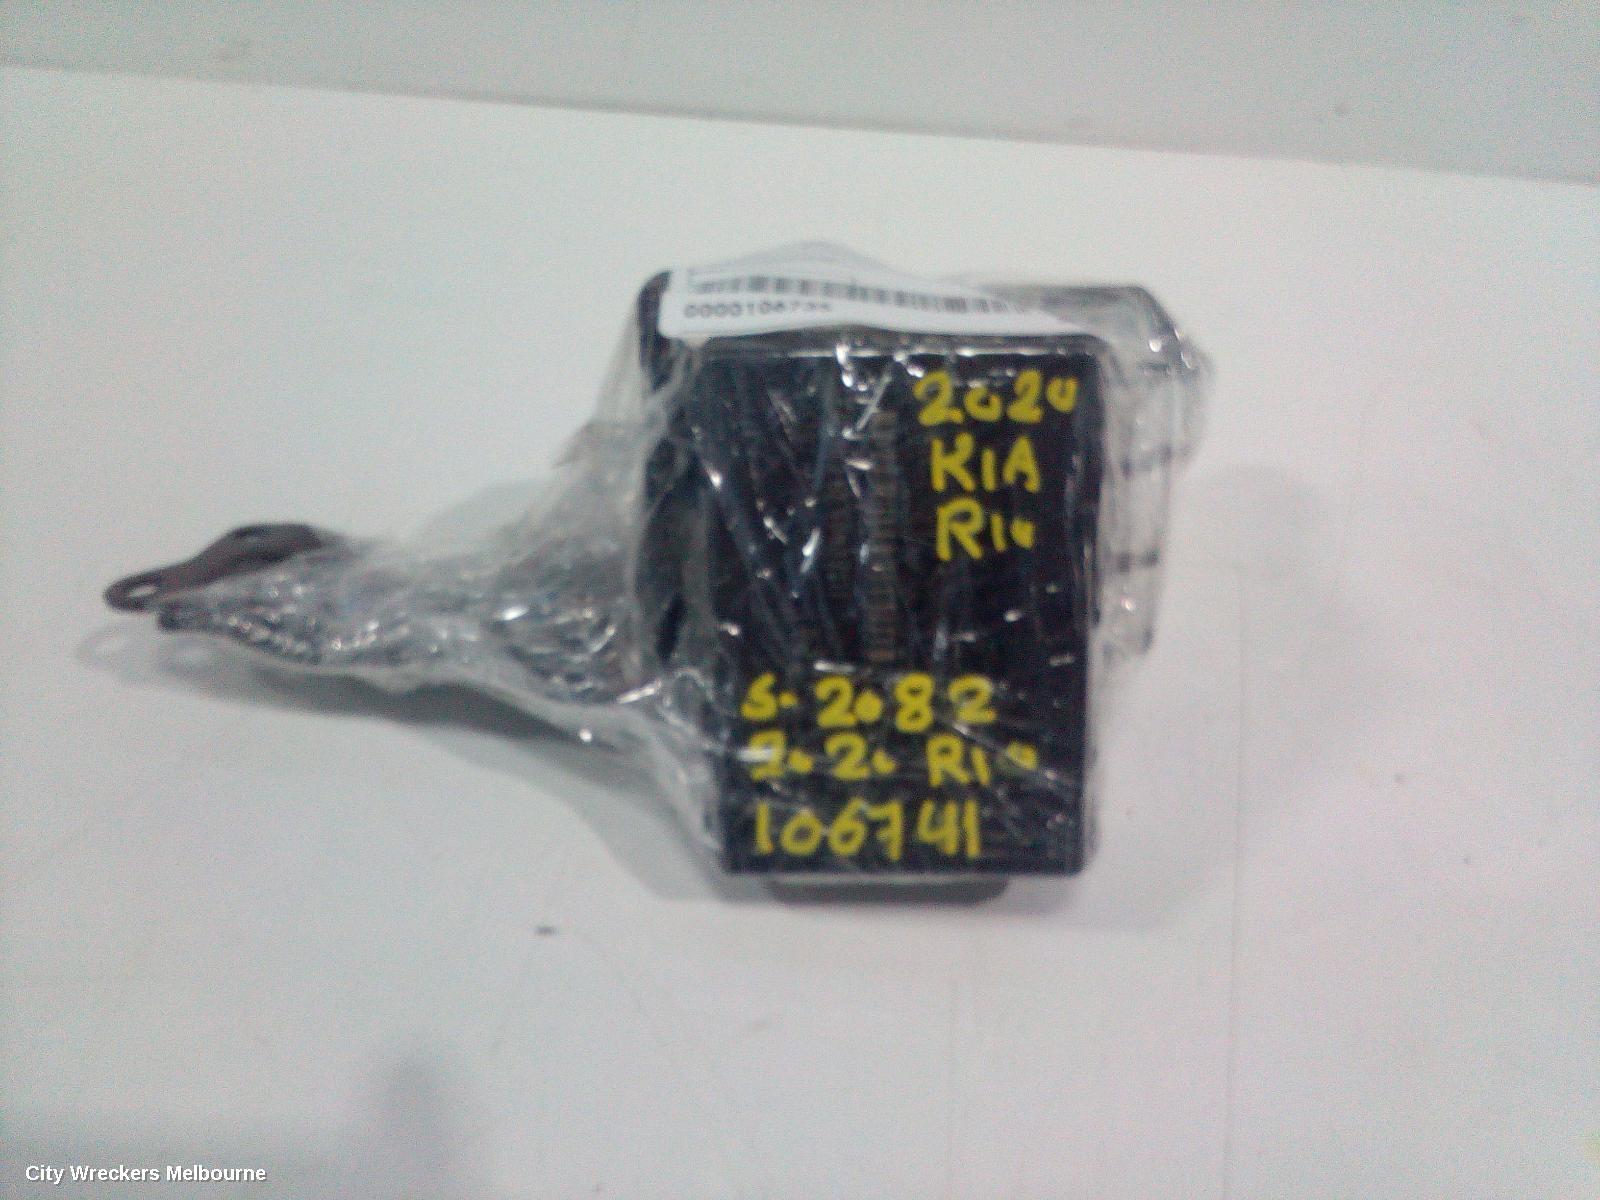 2020
KIA
RIO
S-2082
2020 RIO
106741
City Wreckers Melbourne